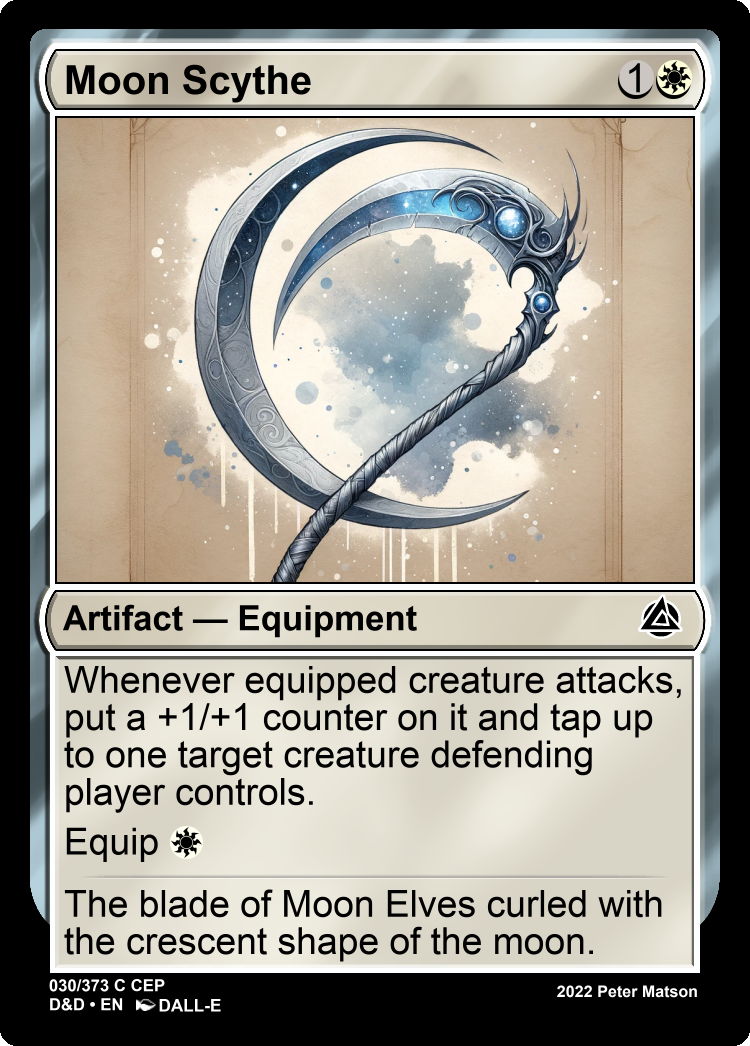 Moon Scythe 1
Artifact — Equipment
Whenever equipped creature attacks,
put a +1/+1 counter on it and tap up
to one target creature defending
player controls.
Equip
The blade of Moon Elves curled with
the crescent shape of the moon.
030/373 C CEP
D&D • EN DALL-E
2022 Peter Matson